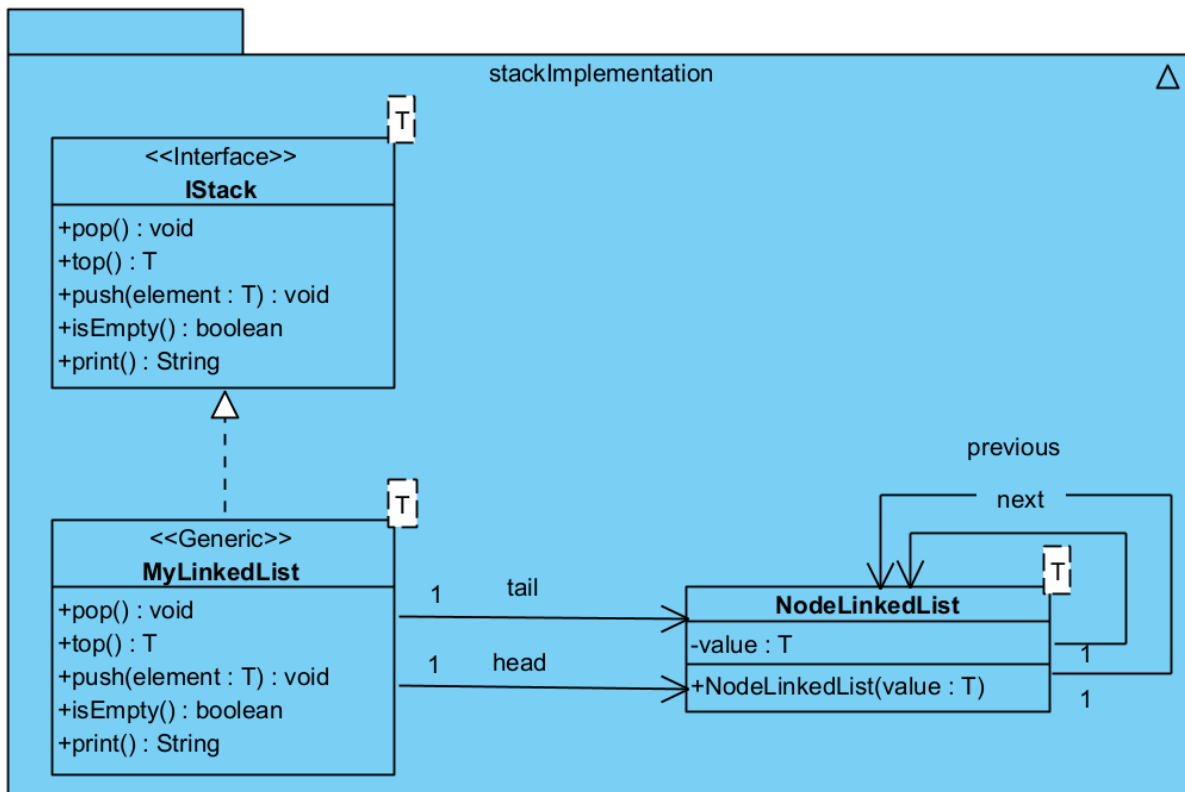 stackImplementation
T
<<Interface>>
IStack
+pop() : void
+top() : T
+push(element : T) : void
+isEmpty() : boolean
+print() : String
T
<<Generic>>
MyLinkedList
+pop() : void
+top() : T
+push(element : T) : void
+isEmpty() : boolean
+print() : String
1 tail
1 head
previous
next
T
NodeLinkedList
-value : T
+NodeLinkedList(value : T)
1
1